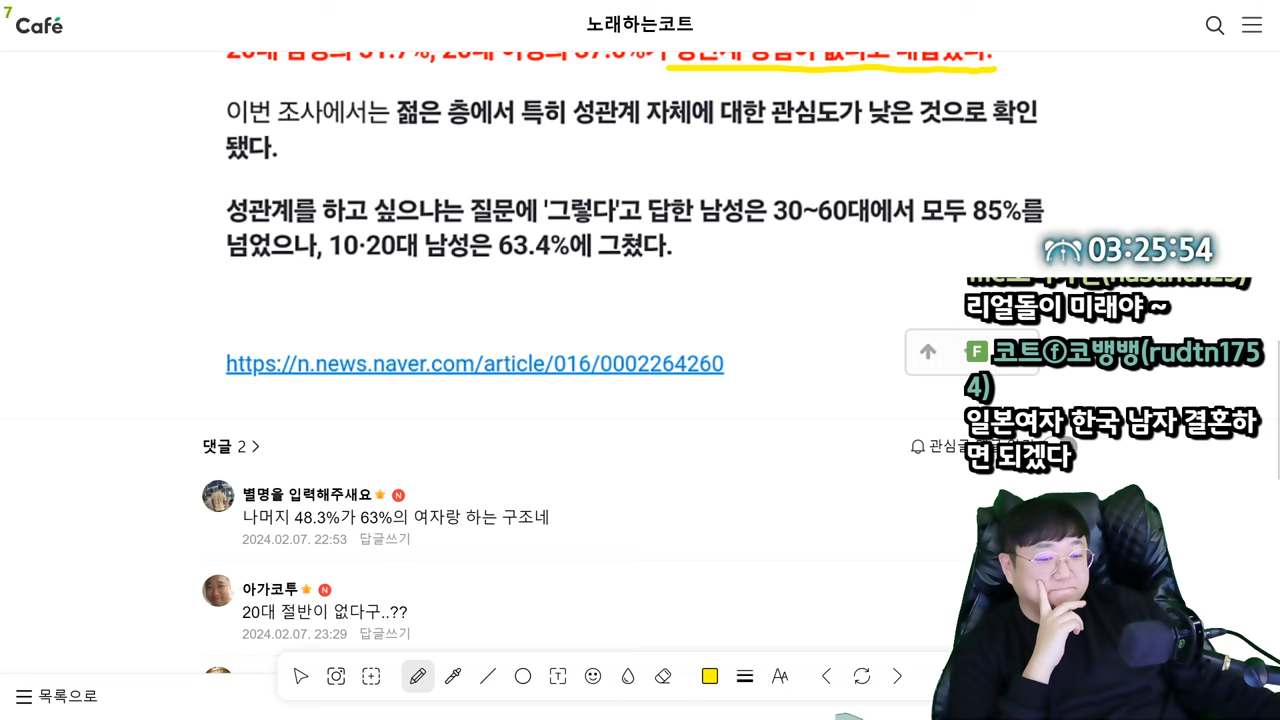 7
Café
노래하는코트
이번 조사에서는 젊은 층에서 특히 성관계 자체에 대한 관심도가 낮은 것으로 확인
됐다.
성관계를 하고 싶으냐는 질문에 '그렇다'고 답한 남성은 30~60대에서 모두 85%를
넘었으나, 10·20대 남성은 63.4%에 그쳤다.
03:25:54
리얼돌이 미래야 ~
https://n.news.naver.com/article/016/0002264260
F 코트ⓕ코뱅뱅(rudtn175
4)
일본여자 한국 남자 결혼하
면 되겠다
댓글 2
관심글
별명을 입력해주새요 N
나머지 48.3%가 63%의 여자랑 하는 구조네
2024.02.07. 22:53 답글쓰기
아가코투 N
20대 절반이 없다구..??
2024.02.07. 23:29 답글쓰기
목록으로